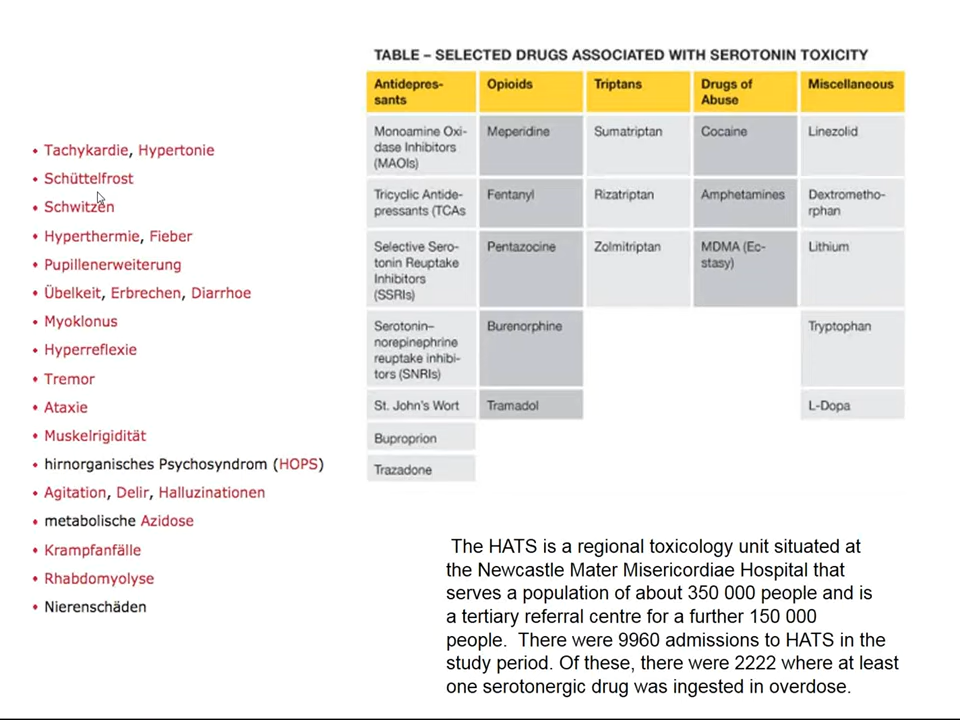 • Tachykardie, Hypertonie
• Schüttelfrost
• Schwitzen
• Hyperthermie, Fieber
• Pupillenerweiterung
• Übelkeit, Erbrechen, Diarrhoe
• Myoklonus
• Hyperreflexie
• Tremor
• Ataxie
• Muskelrigidität
• hirnorganisches Psychosyndrom (HOPS)
• Agitation, Delir, Halluzinationen
• metabolische Azidose
• Krampfanfälle
• Rhabdomyolyse
• Nierenschäden
TABLE – SELECTED DRUGS ASSOCIATED WITH SEROTONIN TOXICITY
Antidepres-
sants
Opioids
Triptans
Drugs of
Abuse
Miscellaneous
Monoamine Oxi-
dase Inhibitors
(MAOIs)
Meperidine
Sumatriptan
Cocaine
Linezolid
Tricyclic Antide-
pressants (TCAs
Fentanyl
Rizatriptan
Amphetamines
Dextrometho-
rphan
Selective Sero-
tonin Reuptake
Inhibitors
(SSRIs)
Pentazocine
Zolmitriptan
MDMA (Ec-
stasy)
Lithium
Serotonin–
norepinephrine
reuptake inhibi-
tors (SNRIs)
Burenorphine
Tryptophan
St. John's Wort
Tramadol
L-Dopa
Buproprion
Trazadone
The HATS is a regional toxicology unit situated at
the Newcastle Mater Misericordiae Hospital that
serves a population of about 350 000 people and is
a tertiary referral centre for a further 150 000
people. There were 9960 admissions to HATS in the
study period. Of these, there were 2222 where at least
one serotonergic drug was ingested in overdose.